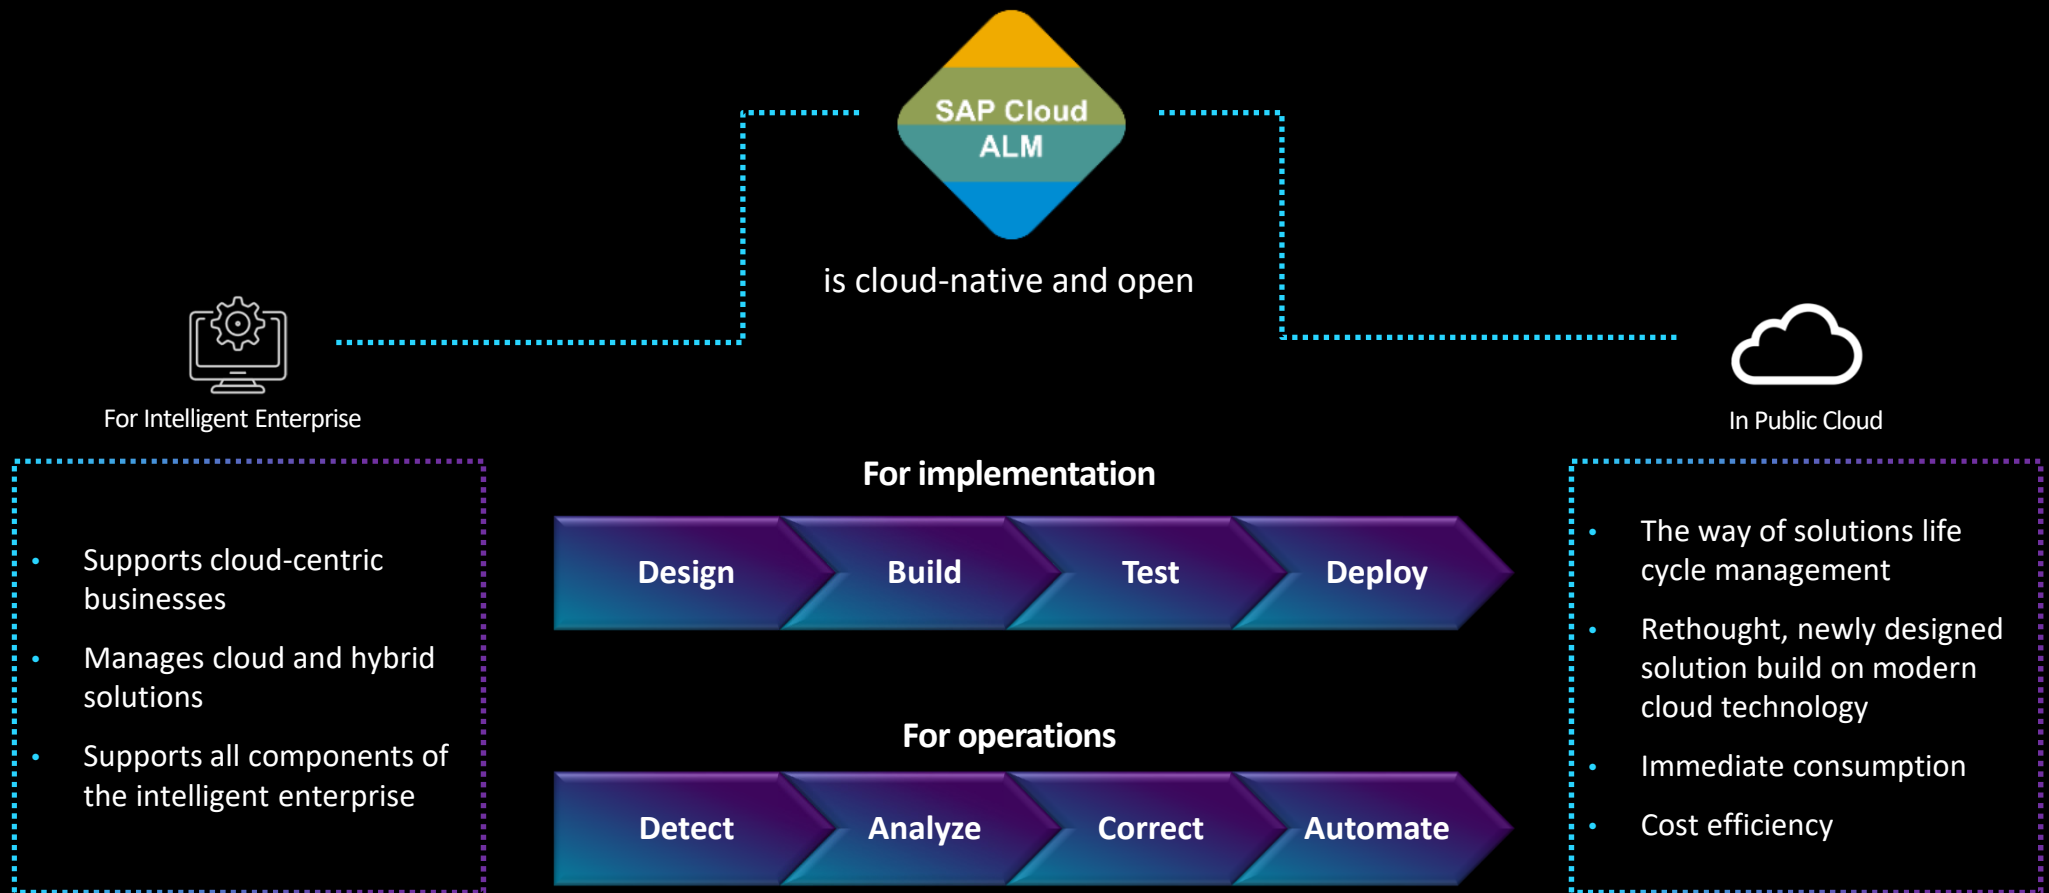 SAP Cloud
ALM
is cloud-native and open
For Intelligent Enterprise
Supports cloud-centric
businesses
Manages cloud and hybrid
solutions
Supports all components of
the intelligent enterprise
For implementation
Design
Build
Test
Deploy
For operations
Detect
Analyze
Correct
Automate
In Public Cloud
The way of solutions life
cycle management
Rethought, newly designed
solution build on modern
cloud technology
Immediate consumption
Cost efficiency